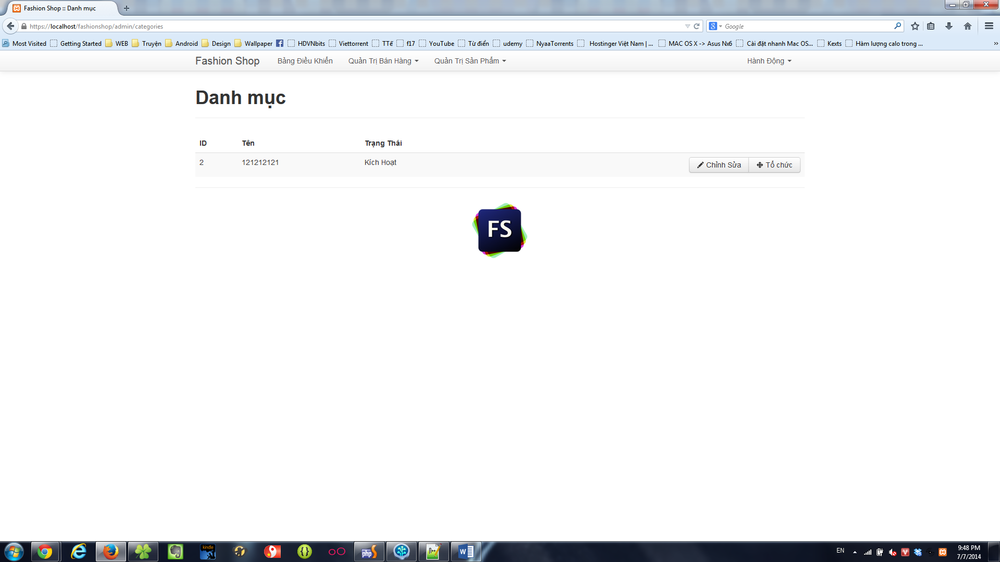 Fashion Shop :: Danh mục
https://localhost/fashionshop/admin/categories
Google
Most Visited Getting Started WEB Truyện Android Design Wallpaper HDVNbits Viettorrent TTế f17 YouTube Từ điển udemy NyaaTorrents Hostinger Việt Nam | ... MAC OS X -> Asus Nx6 Cài đặt nhanh Mac OS... Kexts Hàm lượng calo trong ...
Fashion Shop Bảng Điều Khiển Quản Trị Bán Hàng Quản Trị Sản Phẩm Hành Động
Danh mục
ID Tên Trạng Thái
2 121212121 Kích Hoạt Chỉnh Sửa Tổ chức
FS
kindle
php
n++
W
EN
9:48 PM
7/7/2014